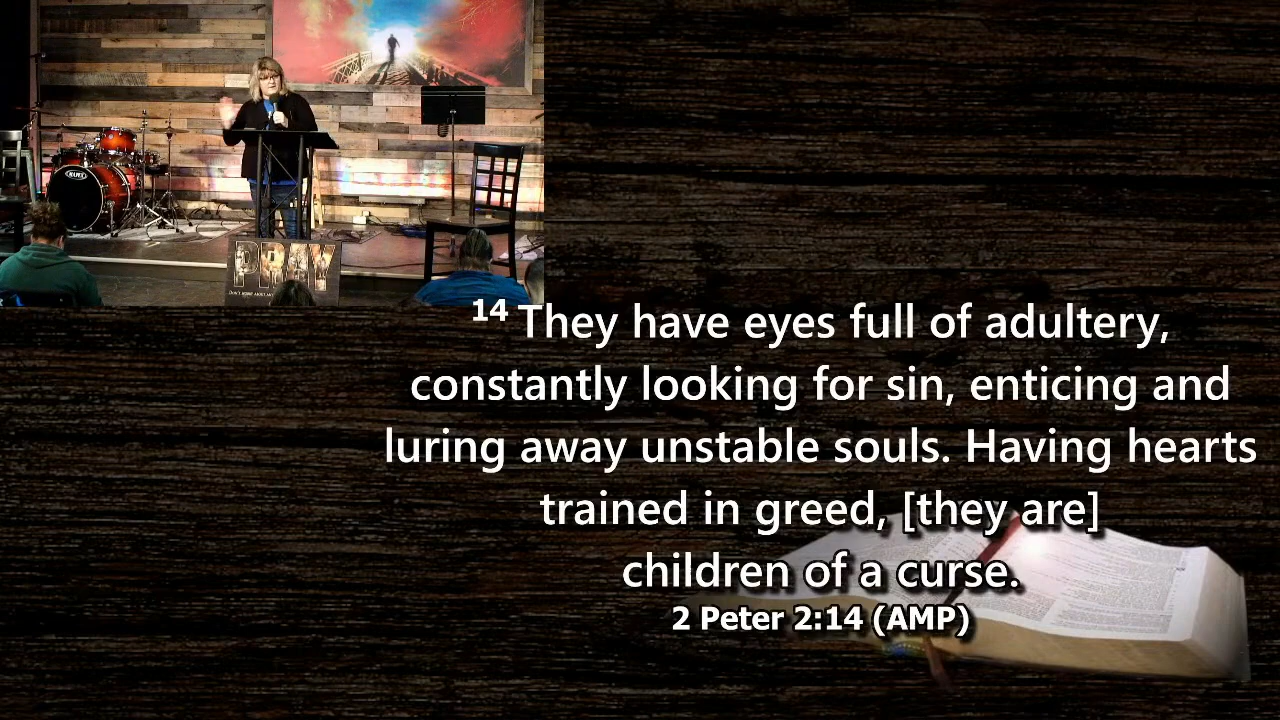 MAPEX
PRAY
14 They have eyes full of adultery,
constantly looking for sin, enticing and
luring away unstable souls. Having hearts
trained in greed, [they are]
children of a curse.
2 Peter 2:14 (AMP)